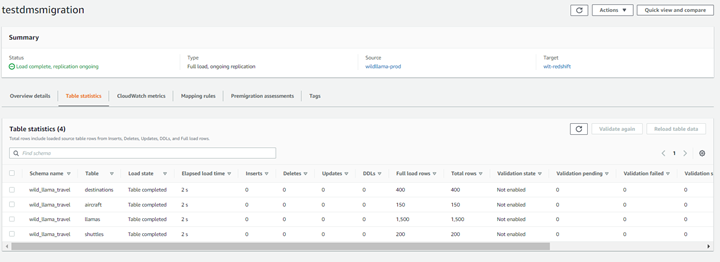 testdmsmigration
Actions ▼
Quick view and compare
Summary
Status Type Source Target
Load complete, replication ongoing Full load, ongoing replication wildllama-prod wlt-redshift
Overview details Table statistics CloudWatch metrics Mapping rules Premigration assessments Tags
Table statistics (4)
Validate again Reload table data
Total rows include loaded source table rows from Inserts, Deletes, Updates, DDLs, and Full load rows.
Find schema
1
Schema name Table Load state Elapsed load time Inserts Deletes Updates DDLs Full load rows Total rows Validation state Validation pending Validation failed Validation s
wild_llama_travel destinations Table completed 2 s 0 0 0 0 400 400 Not enabled 0 0 0
wild_llama_travel aircraft Table completed 2 s 0 0 0 0 150 150 Not enabled 0 0 0
wild_llama_travel llamas Table completed 2 s 0 0 0 0 1,500 1,500 Not enabled 0 0 0
wild_llama_travel shuttles Table completed 2 s 0 0 0 0 200 200 Not enabled 0 0 0